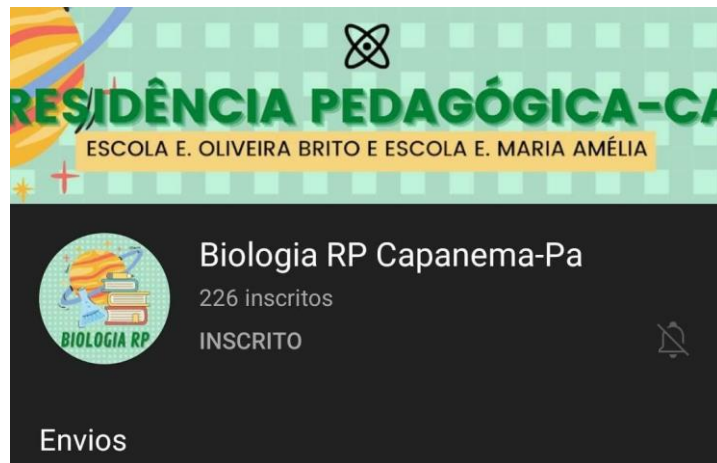 RESIDÊNCIA PEDAGÓGICA-CA
ESCOLA E. OLIVEIRA BRITO E ESCOLA E. MARIA AMÉLIA
Biologia RP Capanema-Pa
226 inscritos
BIOLOGIA RP
INSCRITO
Envios